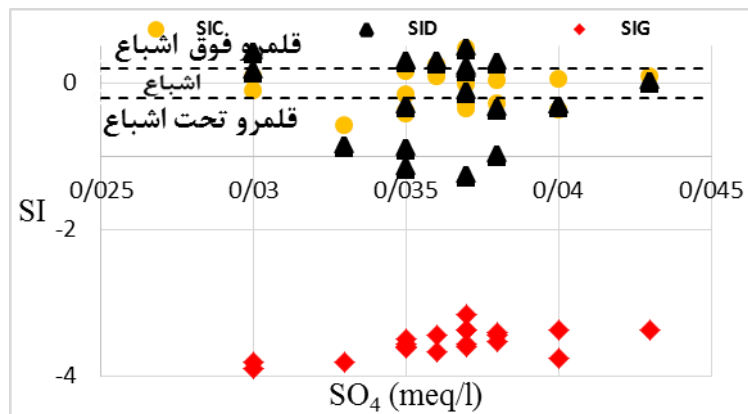 SIC SID SIG
قلمرو فوق اشباع
0
اشباع
قلمرو تحت اشباع
0/025 0/03 0/035 0/04 0/045
SI
-2
-4
SO₄ (meq/l)